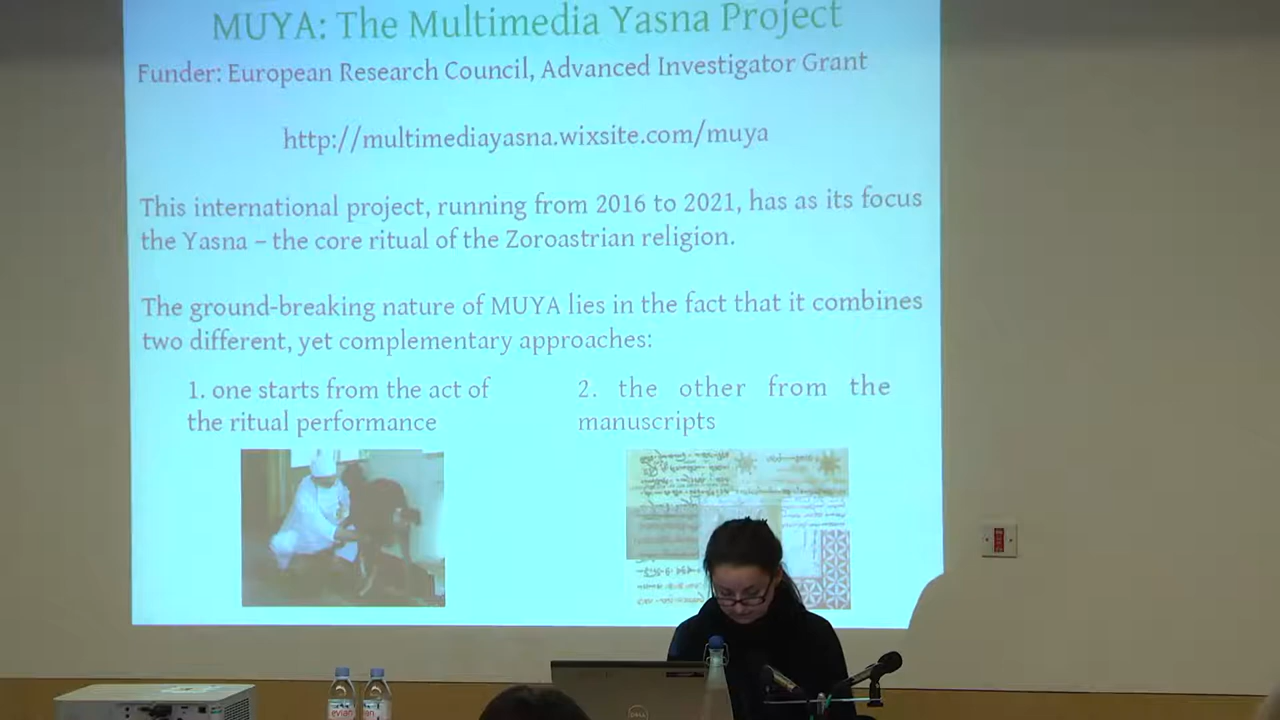 MUYA: The Multimedia Yasna Project
Funder: European Research Council, Advanced Investigator Grant
http://multimediayasna.wixsite.com/muya
This international project, running from 2016 to 2021, has as its focus
the Yasna – the core ritual of the Zoroastrian religion.
The ground-breaking nature of MUYA lies in the fact that it combines
two different, yet complementary approaches:
1. one starts from the act of
the ritual performance
2. the other from the
manuscripts
evian
DELL